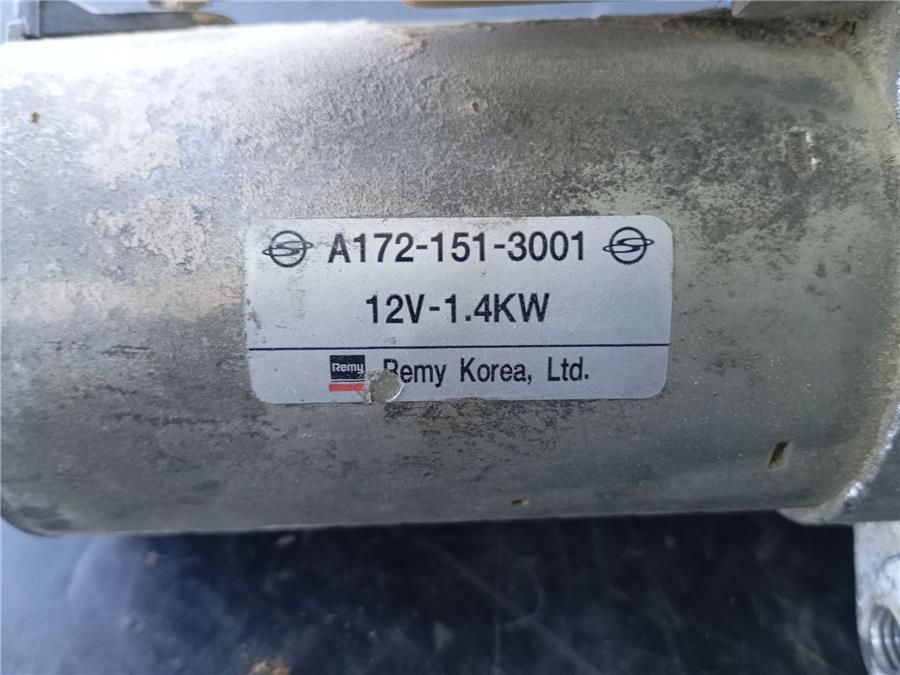 A172-151-3001
12V-1.4KW
Remy Remy Korea, Ltd.